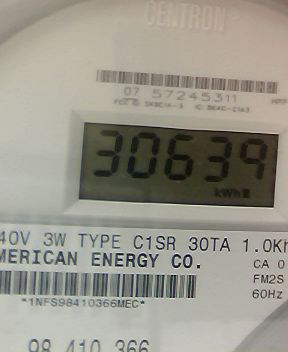 CENTRON®
07 57245311
30639
kWh
40V 3W TYPE C1SR 30TA 1.0Kh
MERICAN ENERGY CO.
CA 0
FM2S
60Hz
*1NFS98410366MEC*
98 410 366